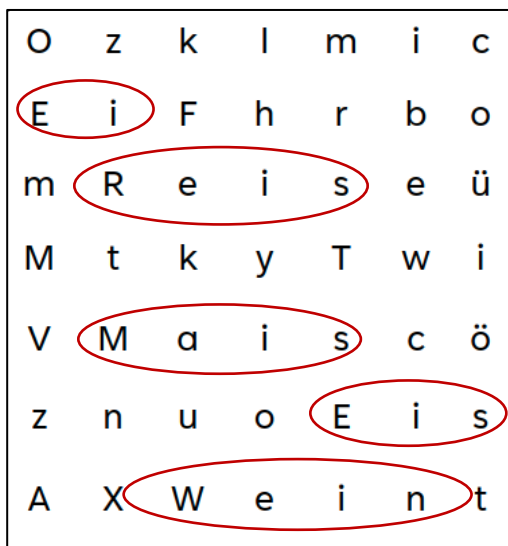 O z k l m i c
E i F h r b o
m R e i s e ü
M t k y T w i
V M a i s c ö
z n u o E i s
A X W e i n t